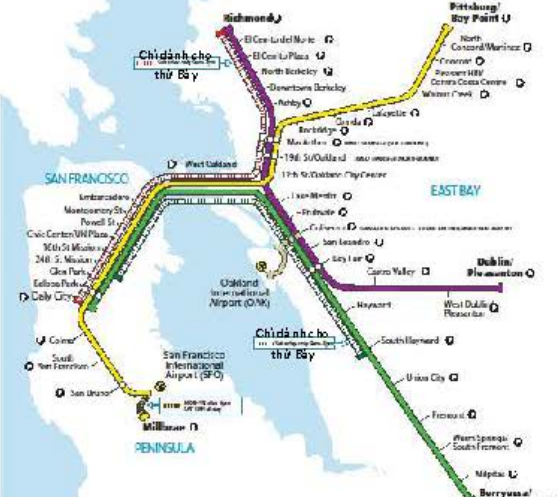 Richmond
El Cerrito del Norte
El Cerrito Plaza
North Berkeley
Downtown Berkeley
Ashby
Chỉ dành cho
thứ Bảy
Pittsburg/
Bay Point
North
Concord/Martinez
Concord
Pleasant Hill/
Contra Costa Centre
Walnut Creek
Lafayette
Orinda
Rockridge
MacArthur
19th St/Oakland
12th St/Oakland City Center
West Oakland
SAN FRANCISCO
EAST BAY
Embarcadero
Montgomery St
Powell St
Civic Center/UN Plaza
16th St Mission
24th St Mission
Glen Park
Balboa Park
Daly City
Lake Merritt
Fruitvale
Coliseum
San Leandro
Bay Fair
Castro Valley
Dublin/
Pleasanton
West Dublin/
Pleasanton
Oakland
International
Airport (OAK)
Hayward
Chỉ dành cho
thứ Bảy
South Hayward
Union City
Fremont
Warm Springs/
South Fremont
Milpitas
Berryessa/
Colma
South
San Francisco
San Bruno
San Francisco
International
Airport (SFO)
Millbrae
PENINSULA